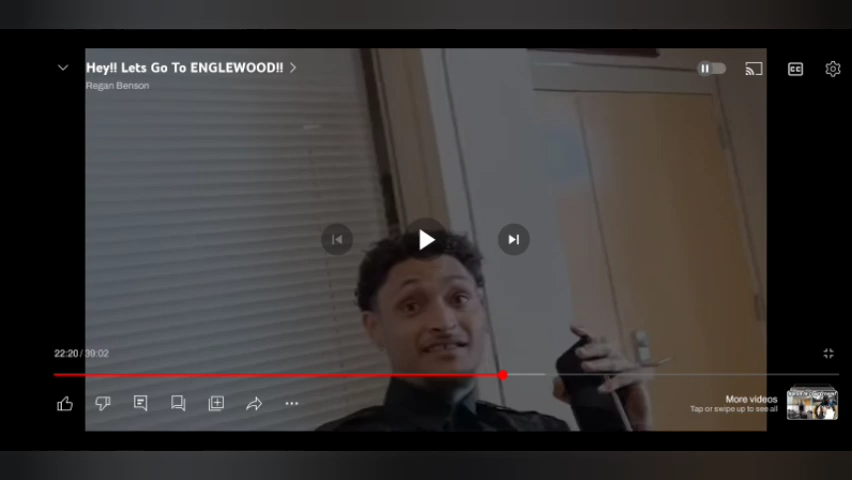 Hey!! Lets Go To ENGLEWOOD!!
Regan Benson
CC
22:20 / 39:02
More videos
Tap or swipe up to see all